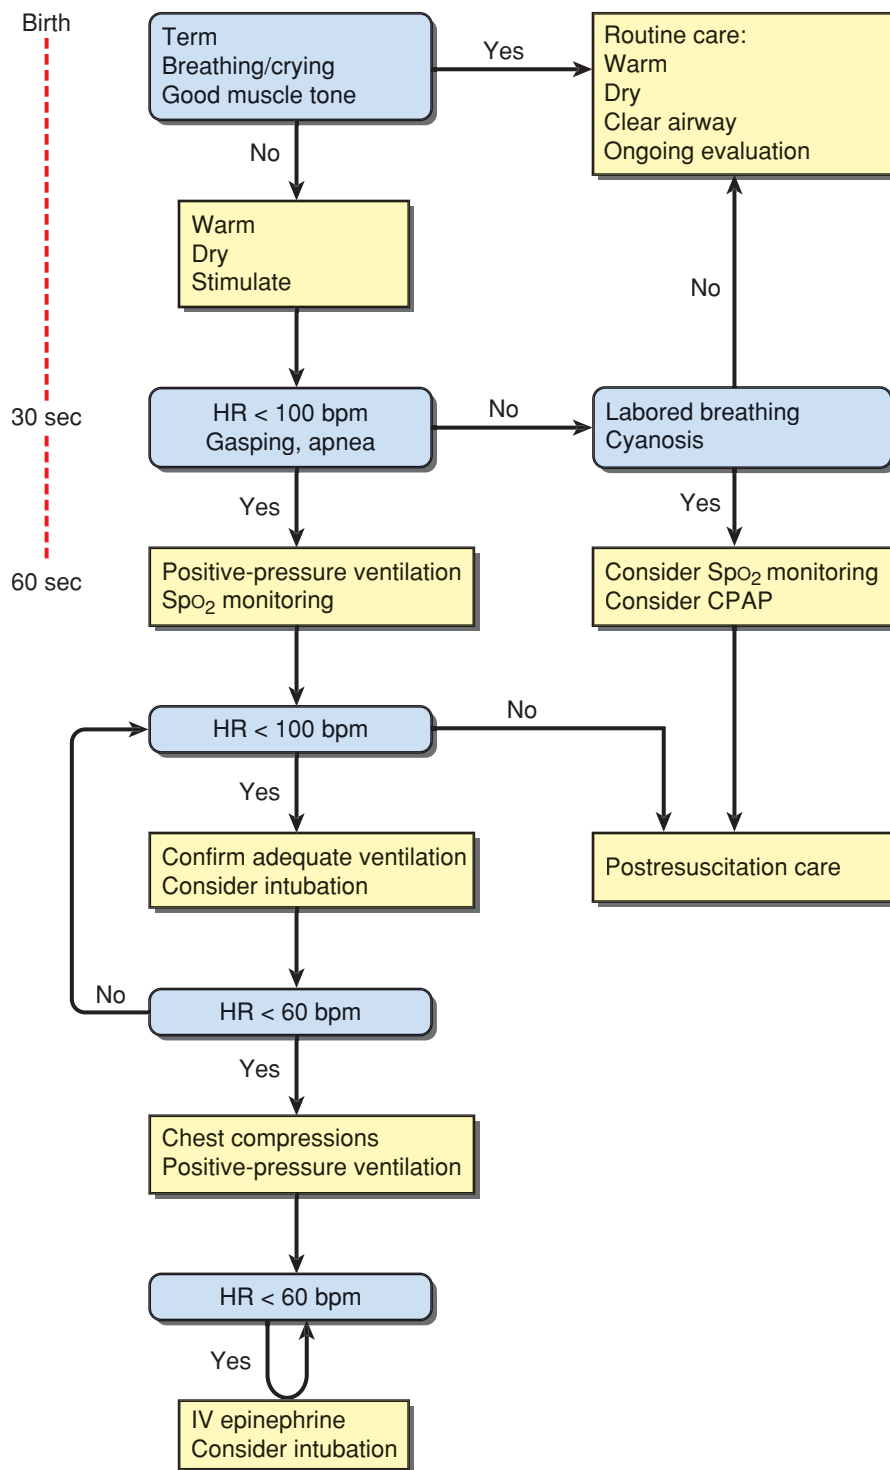 Birth
Term
Breathing/crying
Good muscle tone
Yes
Routine care:
Warm
Dry
Clear airway
Ongoing evaluation
No
Warm
Dry
Stimulate
No
30 sec
HR < 100 bpm
Gasping, apnea
No
Labored breathing
Cyanosis
Yes
Yes
60 sec
Positive-pressure ventilation
SpO2 monitoring
Consider SpO2 monitoring
Consider CPAP
HR < 100 bpm
No
Yes
Confirm adequate ventilation
Consider intubation
Postresuscitation care
No
HR < 60 bpm
Yes
Chest compressions
Positive-pressure ventilation
HR < 60 bpm
Yes
IV epinephrine
Consider intubation